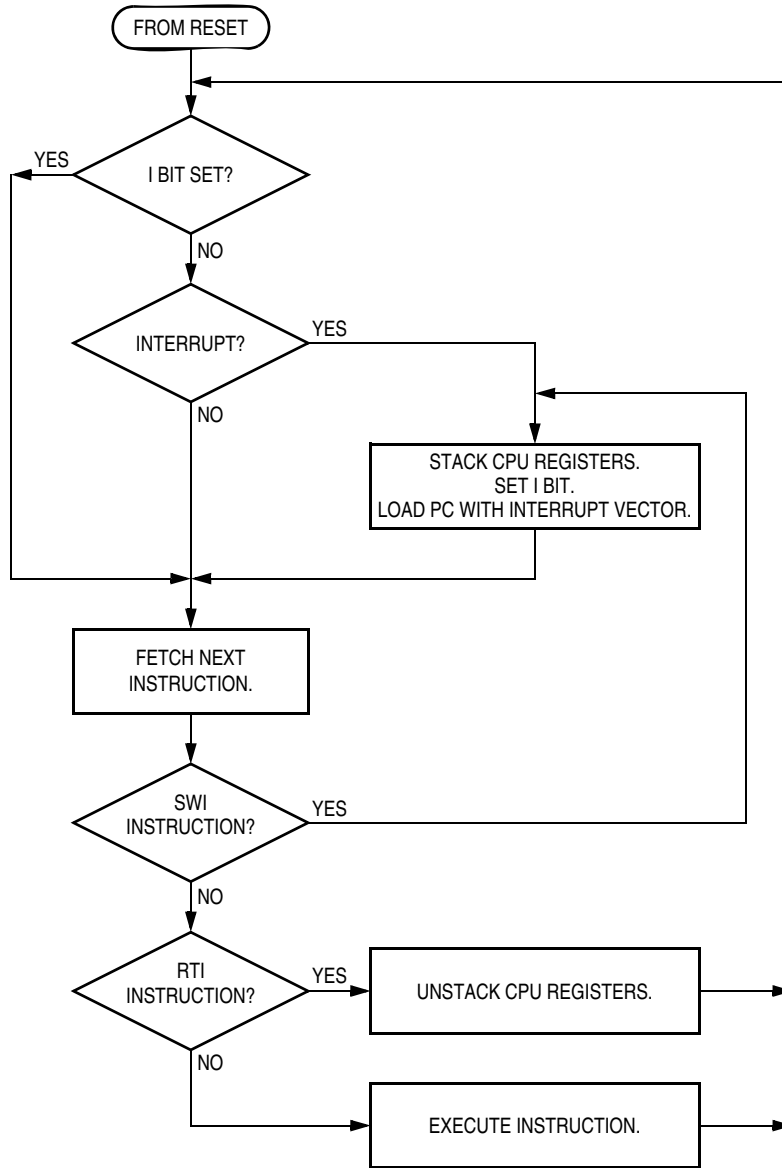 FROM RESET
YES
I BIT SET?
NO
INTERRUPT?
YES
NO
STACK CPU REGISTERS.
SET I BIT.
LOAD PC WITH INTERRUPT VECTOR.
FETCH NEXT
INSTRUCTION.
SWI
INSTRUCTION?
YES
NO
RTI
INSTRUCTION?
YES
UNSTACK CPU REGISTERS.
NO
EXECUTE INSTRUCTION.